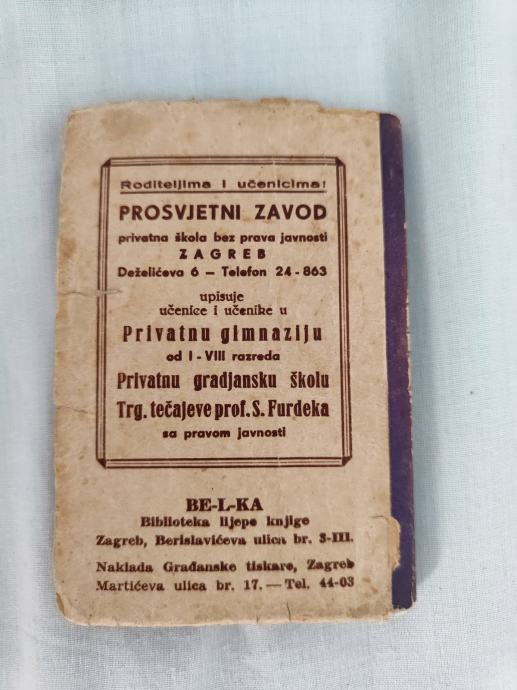 Roditeljima i učenicima!
PROSVJETNI ZAVOD
privatna škola bez prava javnosti
ZAGREB
Deželićeva 6 – Telefon 24-863
upisuje
učenice i učenike u
Privatnu gimnaziju
od I - VIII razreda
Privatnu gradjansku školu
Trg. tečajeve prof. S. Furdeka
sa pravom javnosti
BE-L-KA
Biblioteka lijepe knjige
Zagreb, Berislavićeva ulica br. 3-III.
Naklada Građanske tiskare, Zagreb
Martićeva ulica br. 17. — Tel. 44-03